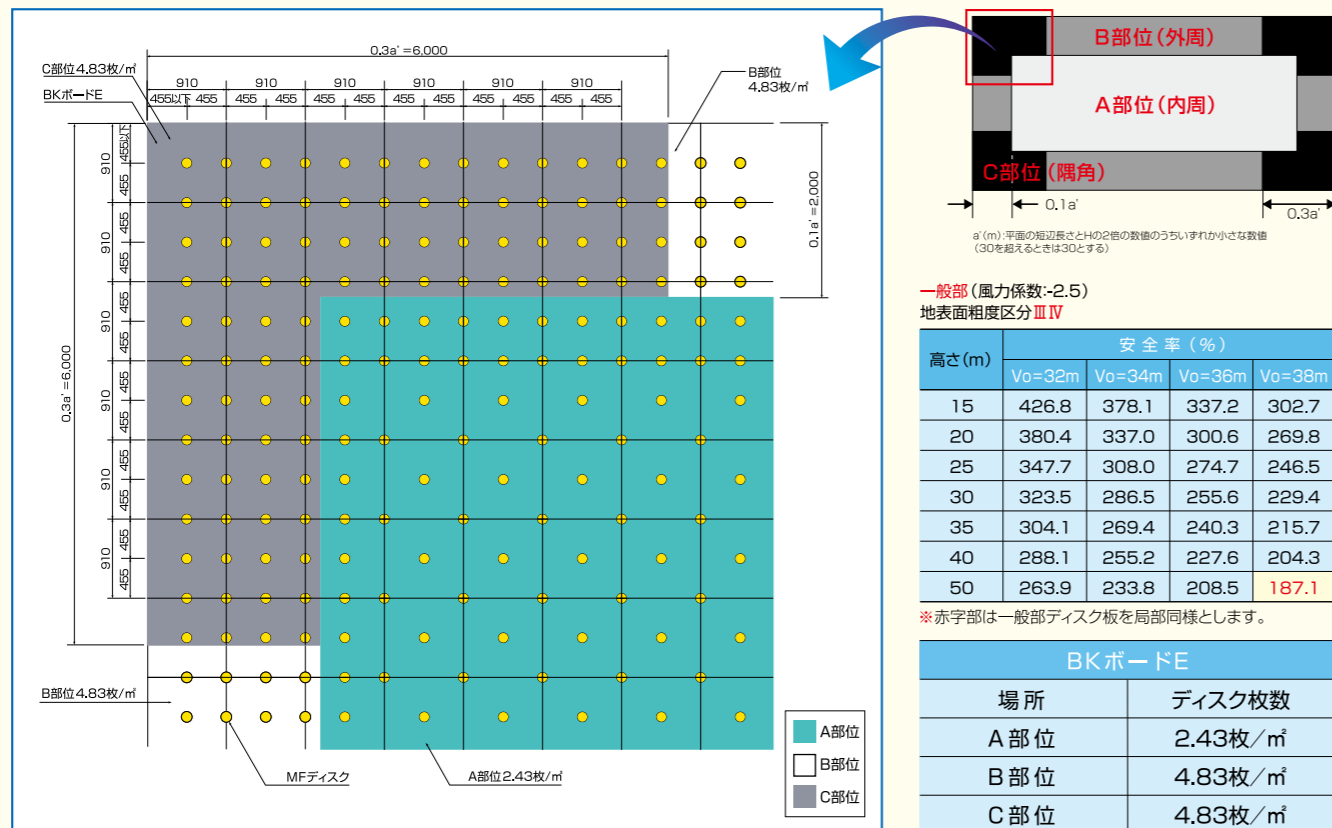 0.3a' =6,000
C部位4.83枚/㎡
BKボードE
910 910 910 910 910 910
455以下 455 455 455 455 455 455 455 455 455 455 455
B部位
4.83枚/㎡
0.1a' =2,000
0.3a' =6,000
910 910 910 910 910 910
455以下 455 455 455 455 455 455 455 455 455 455 455
B部位4.83枚/㎡
MFディスク
A部位2.43枚/㎡
A部位
B部位
C部位
B部位(外周)
A部位(内周)
C部位(隅角)
0.1a'
0.3a'
a'(m):平面の短辺長さとHの2倍の数値のうちいずれか小さな数値
(30を超えるときは30とする)
一般部(風力係数:-2.5)
地表面粗度区分ⅢⅣ
高さ(m) 安全率(%)
Vo=32m Vo=34m Vo=36m Vo=38m
15 426.8 378.1 337.2 302.7
20 380.4 337.0 300.6 269.8
25 347.7 308.0 274.7 246.5
30 323.5 286.5 255.6 229.4
35 304.1 269.4 240.3 215.7
40 288.1 255.2 227.6 204.3
50 263.9 233.8 208.5 187.1
※赤字部は一般部ディスク板を局部同様とします。
BKボードE
場所 ディスク枚数
A部位 2.43枚/㎡
B部位 4.83枚/㎡
C部位 4.83枚/㎡